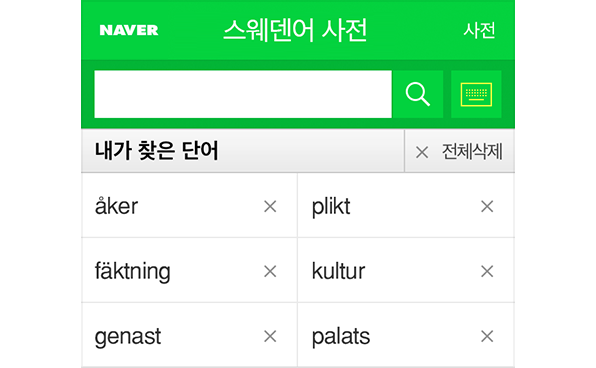 NAVER 스웨덴어 사전 사전
내가 찾은 단어 × 전체삭제
åker × plikt ×
fäktning × kultur ×
genast × palats ×